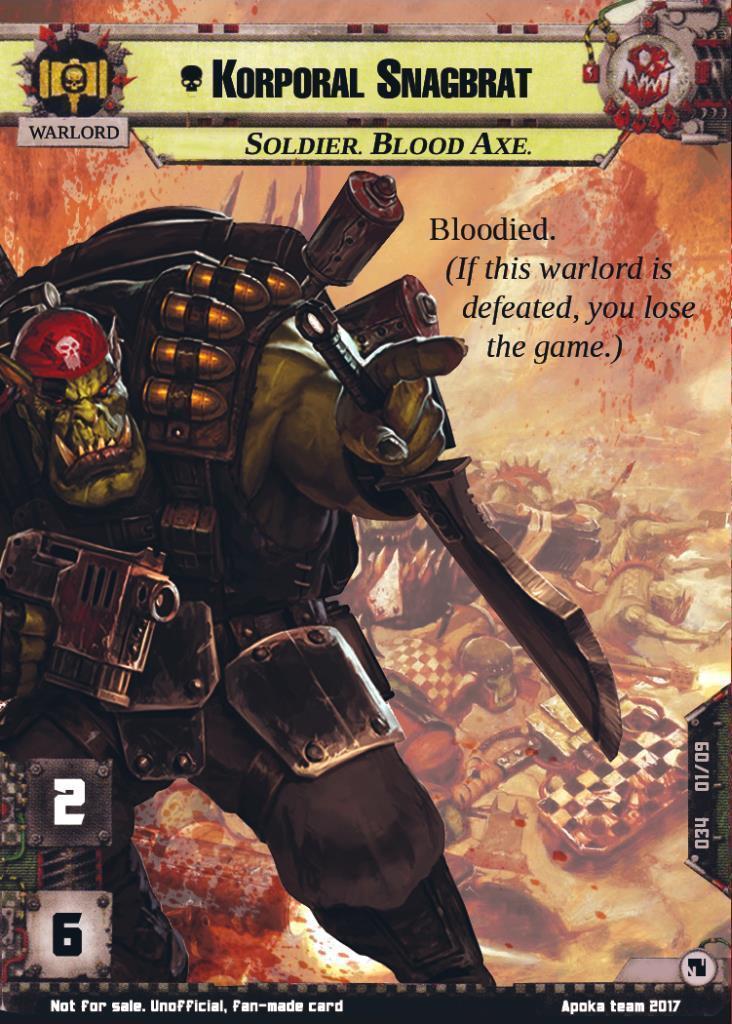 Korporal Snagbrat
WARLORD
Soldier. Blood Axe.
Bloodied.
(If this warlord is
defeated, you lose
the game.)
2
6
034 01/09
Not for sale. Unofficial, fan-made card
Apoka team 2017